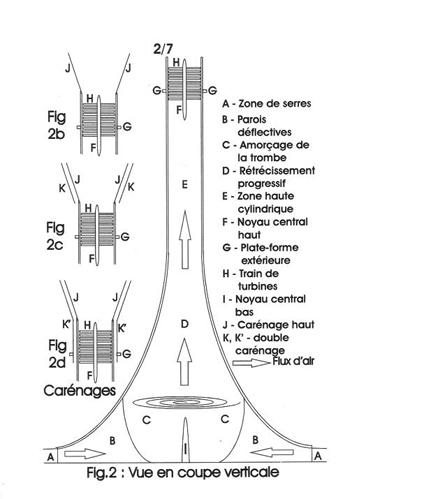 2/7
J J
H
Fig
2b
G
F
K J J K
H
Fig
2c
G
F
J J
K' H K'
Fig
2d
G
F
Carénages
H
G G
F
E
D
C C
B B
I
A A
A - Zone de serres
B - Parois
déflectives
C - Amorçage de
la trombe
D - Rétrécissement
progressif
E - Zone haute
cylindrique
F - Noyau central
haut
G - Plate-forme
extérieure
H - Train de
turbines
I - Noyau central
bas
J - Carénage haut
K, K' - double
carénage
Flux d'air
Fig.2 : Vue en coupe verticale